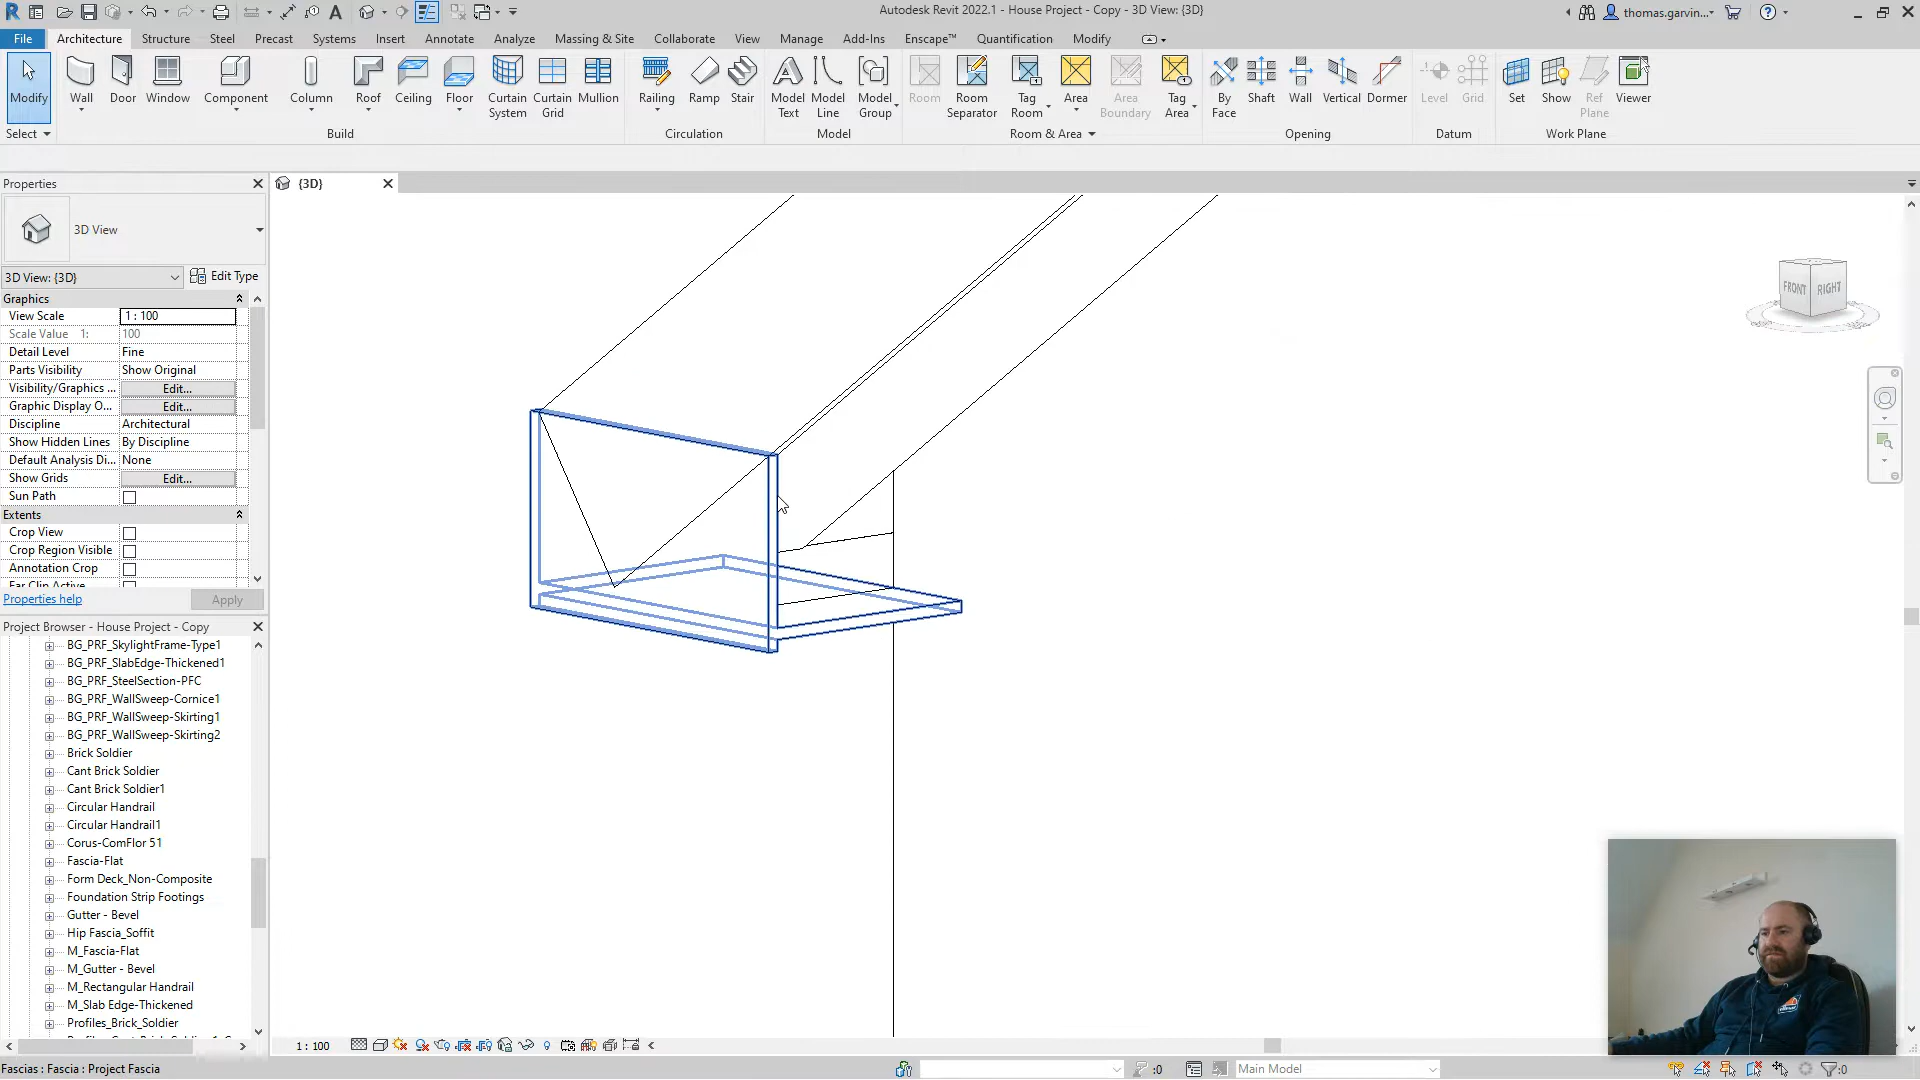 Autodesk Revit 2022.1 - House Project - Copy - 3D View: {3D}
thomas.garvin...
File Architecture Structure Steel Precast Systems Insert Annotate Analyze Massing & Site Collaborate View Manage Add-Ins Enscape™ Quantification Modify
Modify Wall Door Window Component Column Roof Ceiling Floor Curtain System Curtain Grid Mullion Railing Ramp Stair Model Text Model Line Model Group Room Room Separator Tag Room Area Area Boundary Tag Area By Face Shaft Wall Vertical Dormer Level Grid Set Show Ref Plane Viewer
Select Build Circulation Model Room & Area Opening Datum Work Plane
Properties
{3D}
3D View
3D View: {3D} Edit Type
Graphics
View Scale 1 : 100
Scale Value 1: 100
Detail Level Fine
Parts Visibility Show Original
Visibility/Graphics ... Edit...
Graphic Display O... Edit...
Discipline Architectural
Show Hidden Lines By Discipline
Default Analysis Di... None
Show Grids Edit...
Sun Path
Extents
Crop View
Crop Region Visible
Annotation Crop
Far Clip Active
Properties help Apply
FRONT RIGHT
Project Browser - House Project - Copy
BG_PRF_SkylightFrame-Type1
BG_PRF_SlabEdge-Thickened1
BG_PRF_SteelSection-PFC
BG_PRF_WallSweep-Cornice1
BG_PRF_WallSweep-Skirting1
BG_PRF_WallSweep-Skirting2
Brick Soldier
Cant Brick Soldier
Cant Brick Soldier1
Circular Handrail
Circular Handrail1
Corus-ComFlor 51
Fascia-Flat
Form Deck_Non-Composite
Foundation Strip Footings
Gutter - Bevel
Hip Fascia_Soffit
M_Fascia-Flat
M_Gutter - Bevel
M_Rectangular Handrail
M_Slab Edge-Thickened
Profiles_Brick_Soldier
1 : 100
Fascias : Fascia : Project Fascia
:0
Main Model
:0